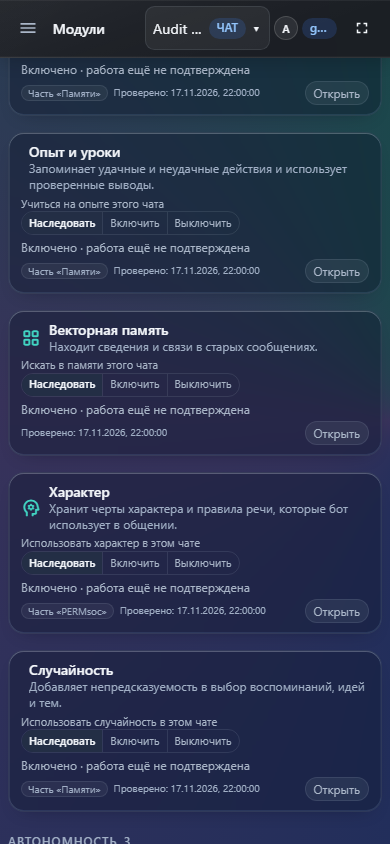 Модули
Audit ... ЧАТ
A
g...
Включено · работа ещё не подтверждена
Часть «Памяти» Проверено: 17.11.2026, 22:00:00 Открыть
Опыт и уроки
Запоминает удачные и неудачные действия и использует
проверенные выводы.
Учиться на опыте этого чата
Наследовать Включить Выключить
Включено · работа ещё не подтверждена
Часть «Памяти» Проверено: 17.11.2026, 22:00:00 Открыть
Векторная память
Находит сведения и связи в старых сообщениях.
Искать в памяти этого чата
Наследовать Включить Выключить
Включено · работа ещё не подтверждена
Проверено: 17.11.2026, 22:00:00 Открыть
Характер
Хранит черты характера и правила речи, которые бот
использует в общении.
Использовать характер в этом чате
Наследовать Включить Выключить
Включено · работа ещё не подтверждена
Часть «PERMsoc» Проверено: 17.11.2026, 22:00:00 Открыть
Случайность
Добавляет непредсказуемость в выбор воспоминаний, идей
и тем.
Использовать случайность в этом чате
Наследовать Включить Выключить
Включено · работа ещё не подтверждена
Часть «Памяти» Проверено: 17.11.2026, 22:00:00 Открыть
АВТОНОМНОСТЬ 3